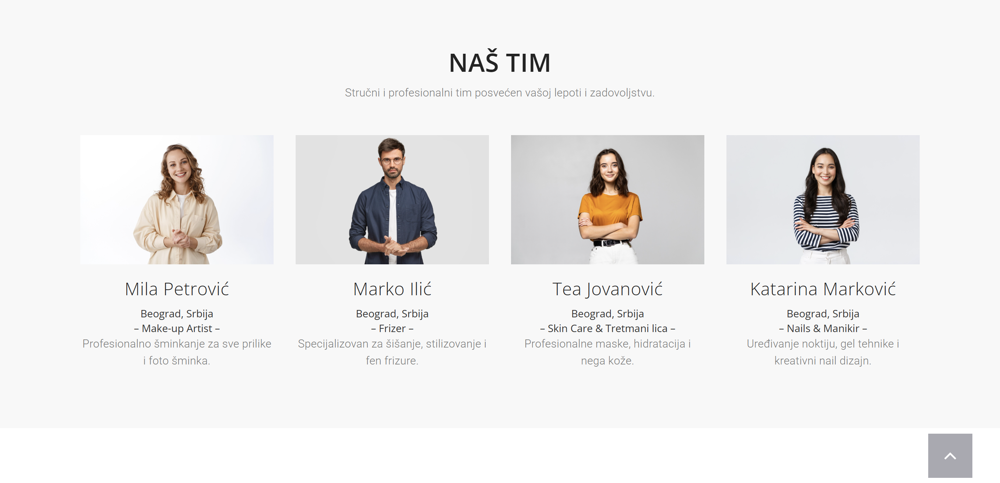 NAŠ TIM
Stručni i profesionalni tim posvećen vašoj lepoti i zadovoljstvu.
Mila Petrović
Beograd, Srbija
– Make-up Artist –
Profesionalno šminkanje za sve prilike
i foto šminka.
Marko Ilić
Beograd, Srbija
– Frizer –
Specijalizovan za šišanje, stilizovanje i
fen frizure.
Tea Jovanović
Beograd, Srbija
– Skin Care & Tretmani lica –
Profesionalne maske, hidratacija i
nega kože.
Katarina Marković
Beograd, Srbija
– Nails & Manikir –
Uređivanje noktiju, gel tehnike i
kreativni nail dizajn.